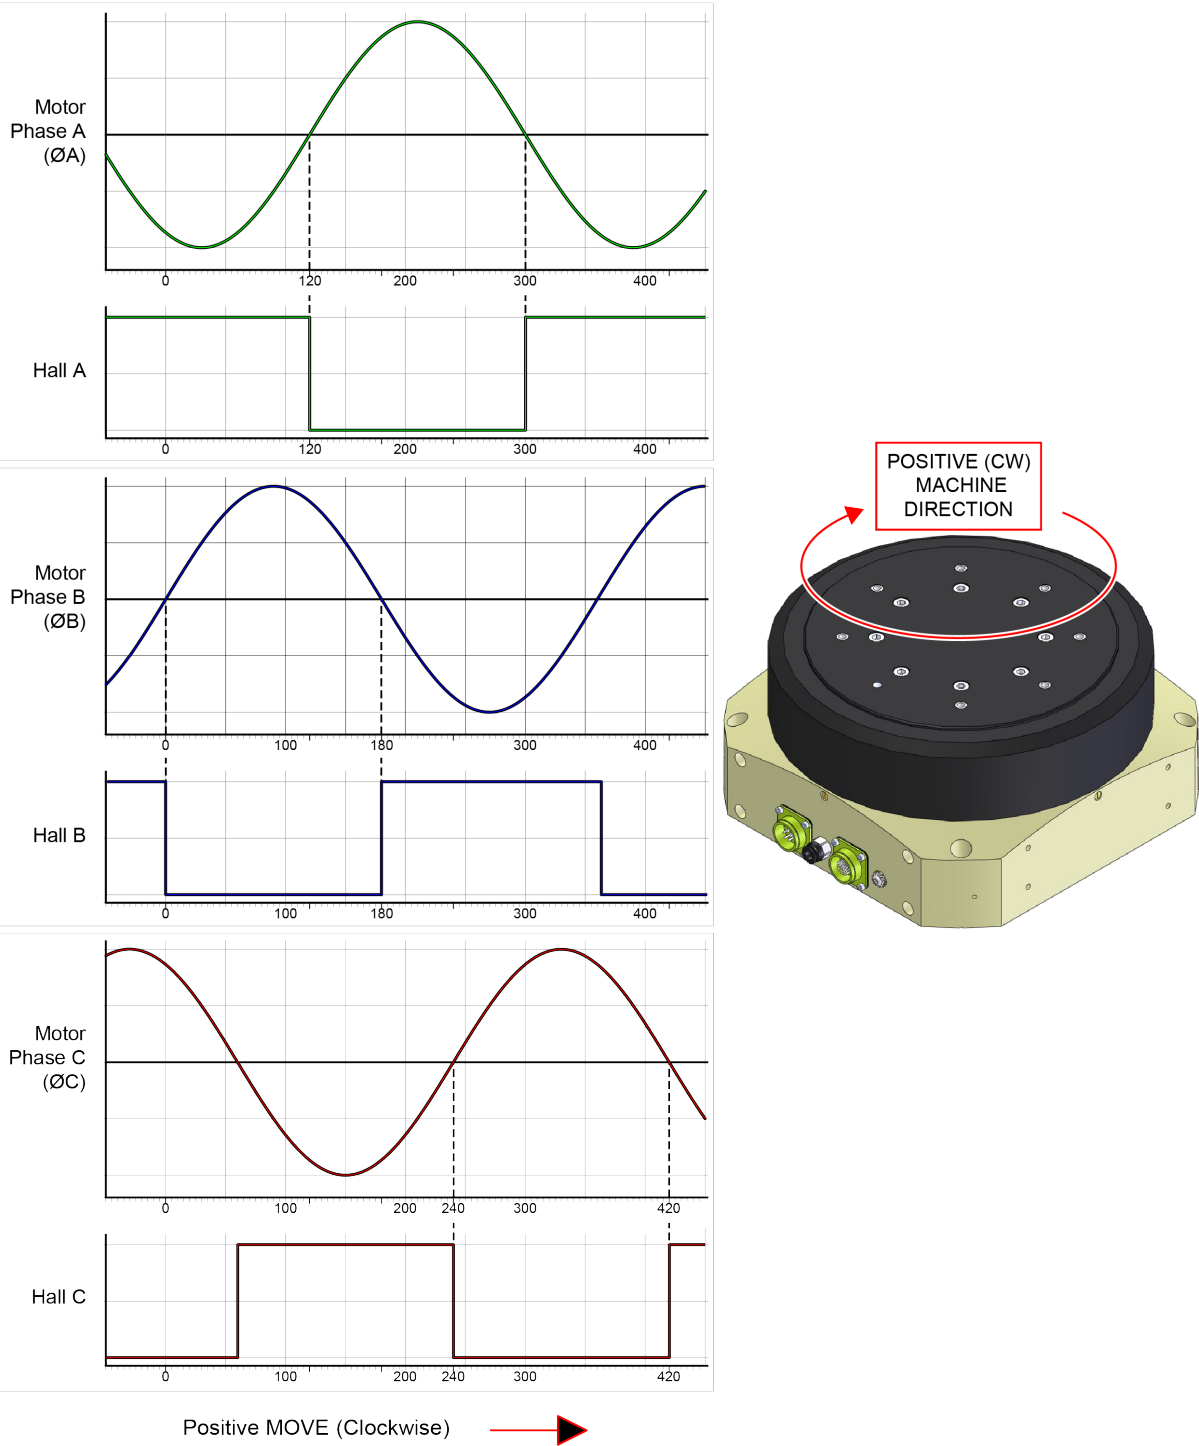 Motor
Phase A
(ØA)
0 120 200 300 400
Hall A
0 120 200 300 400
Motor
Phase B
(ØB)
0 100 180 300 400
Hall B
0 100 180 300 400
Motor
Phase C
(ØC)
0 100 200 240 300 420
Hall C
0 100 200 240 300 420
Positive MOVE (Clockwise)
POSITIVE (CW)
MACHINE
DIRECTION